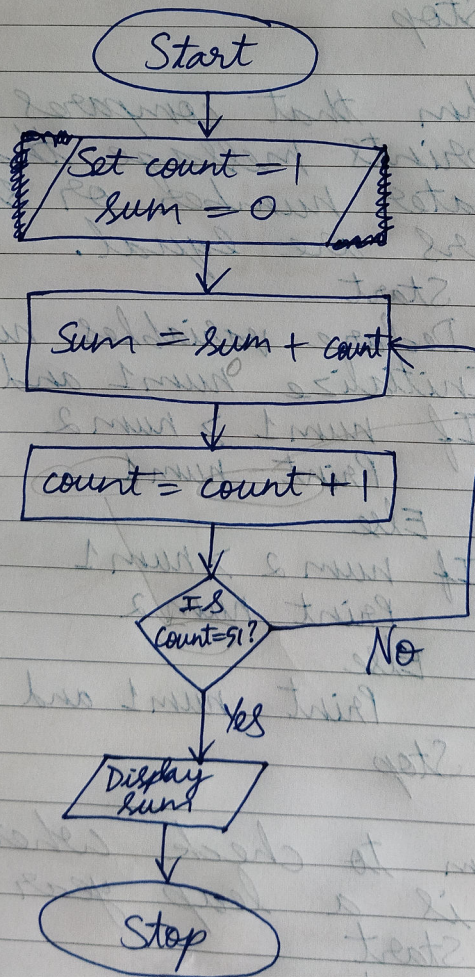 Start
Set count = 1
sum = 0
Sum = sum + count
count = count + 1
Is
count=51?
No
Yes
Display
sum
Stop